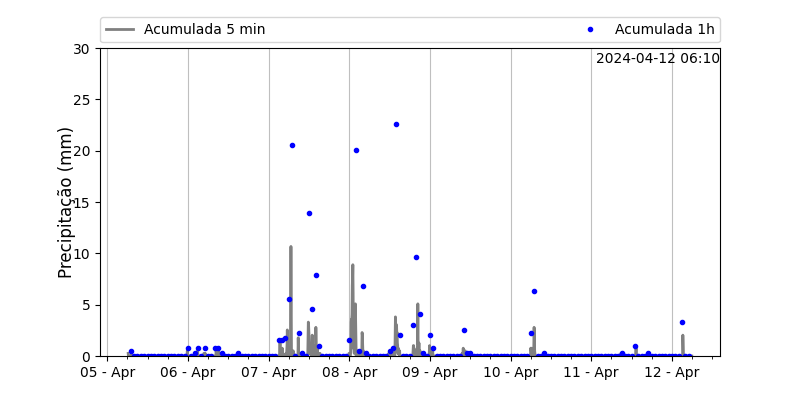 Acumulada 5 min
Acumulada 1h
2024-04-12 06:10
Precipitação (mm)
30
25
20
15
10
5
0
05 - Apr
06 - Apr
07 - Apr
08 - Apr
09 - Apr
10 - Apr
11 - Apr
12 - Apr